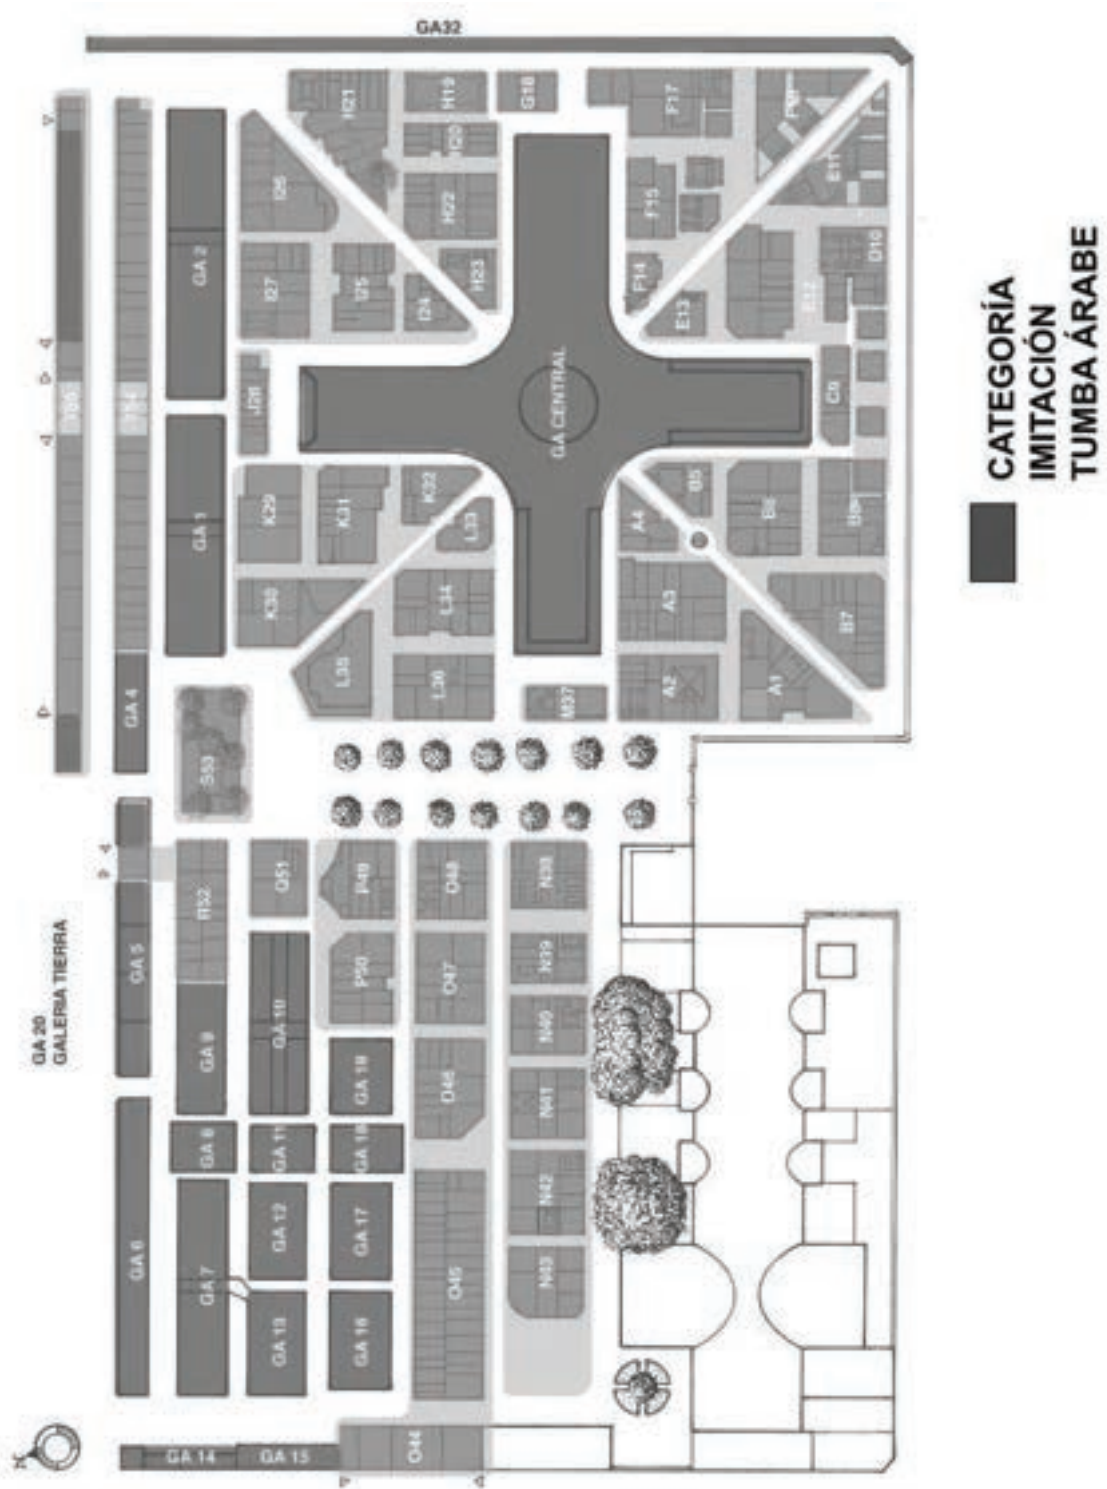 GA32
H21
H19
G18
F17
H20
I26
H22
F15
E11
GA 2
I27
I25
I24
H23
F14
E13
D10
J28
GA CENTRAL
C9
GA 1
K29
K31
K32
L33
A4
B5
B6
B8
K30
L34
A3
B7
L35
L36
M37
A2
A1
GA 4
S53
GA 20
GALERIA TIERRA
GA 5
R52
Q51
P49
O48
N38
GA 9
GA 10
P50
O47
N39
N40
GA 19
O46
N41
GA 6
GA 8
GA 11
GA 18
GA 7
GA 12
GA 17
O45
N42
N43
GA 13
GA 16
GA 14
GA 15
O44
N
CATEGORÍA
IMITACIÓN
TUMBA ÁRABE